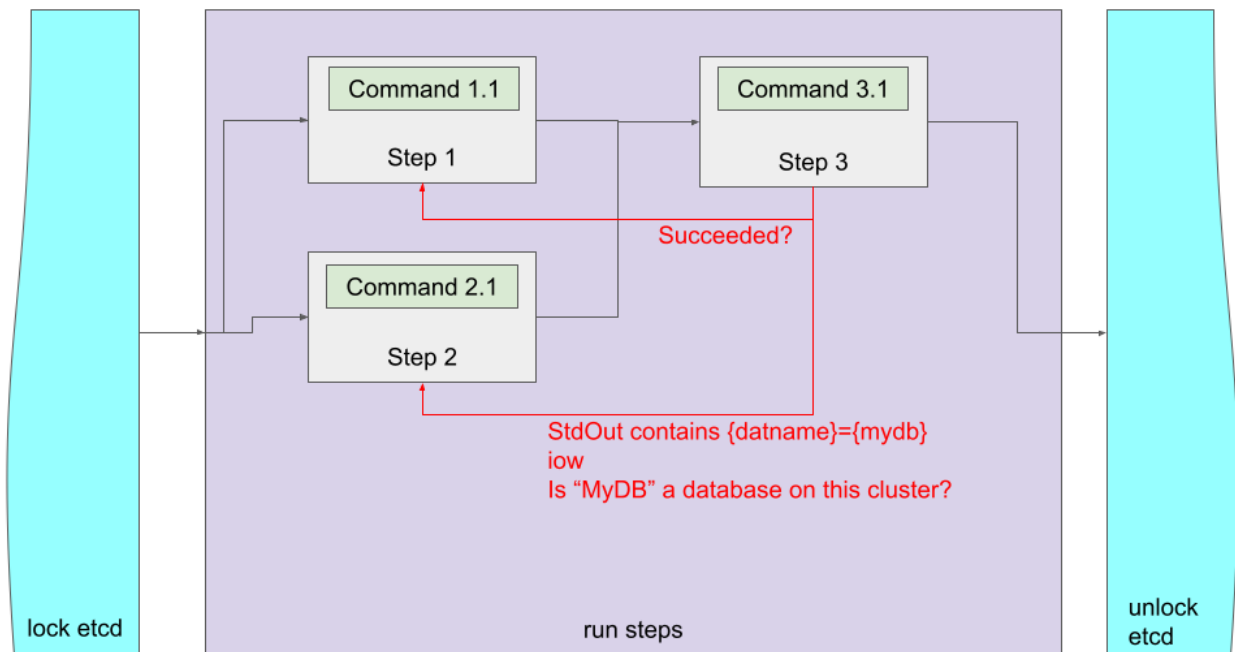 Command 1.1
Step 1
Command 3.1
Step 3
Succeeded?
Command 2.1
Step 2
StdOut contains {datname}={mydb}
iow
Is “MyDB” a database on this cluster?
lock etcd
run steps
unlock
etcd